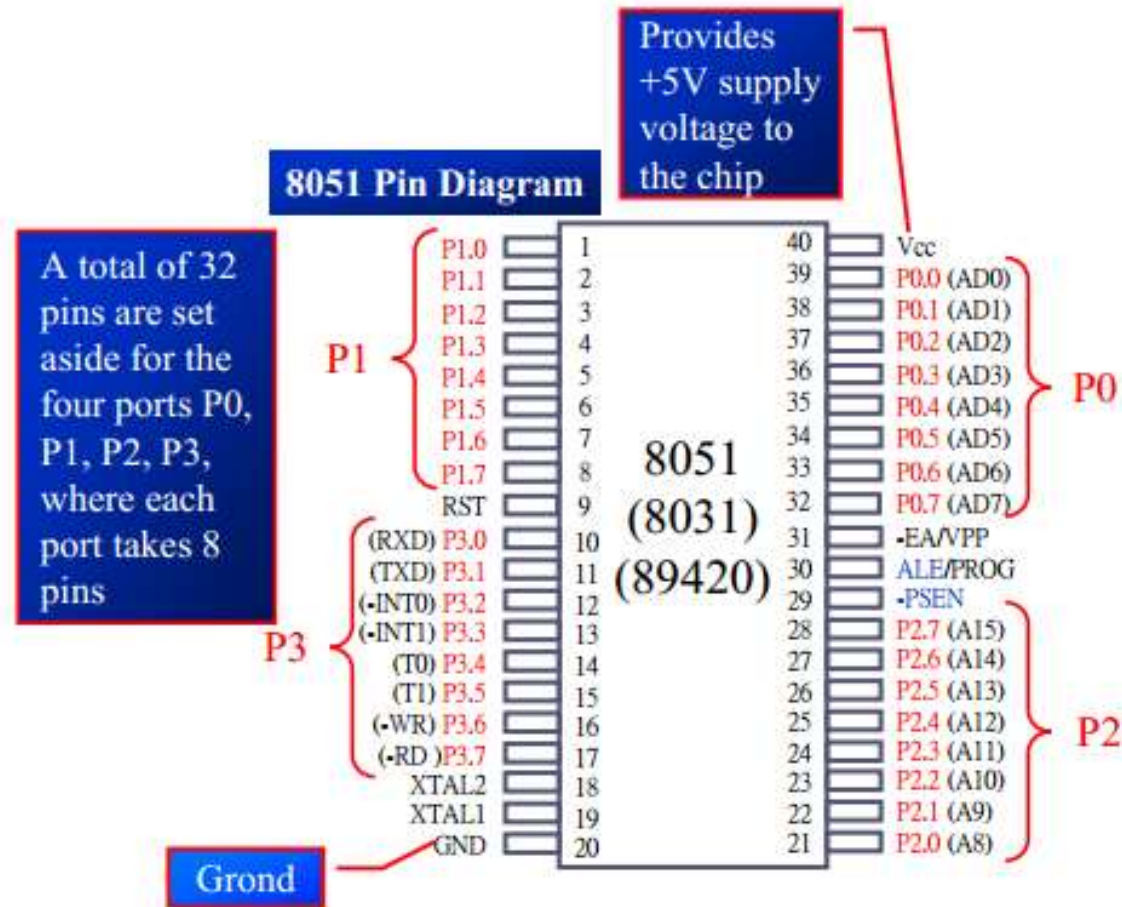 Provides
+5V supply
voltage to
the chip
8051 Pin Diagram
A total of 32
pins are set
aside for the
four ports P0,
P1, P2, P3,
where each
port takes 8
pins
P1
P1.0 1
P1.1 2
P1.2 3
P1.3 4
P1.4 5
P1.5 6
P1.6 7
P1.7 8
RST 9
P3
(RXD) P3.0 10
(TXD) P3.1 11
(-INT0) P3.2 12
(-INT1) P3.3 13
(T0) P3.4 14
(T1) P3.5 15
(-WR) P3.6 16
(-RD )P3.7 17
XTAL2 18
XTAL1 19
GND 20
Grond
8051
(8031)
(89420)
40 Vcc
39 P0.0 (AD0)
38 P0.1 (AD1)
37 P0.2 (AD2)
36 P0.3 (AD3)
35 P0.4 (AD4)
34 P0.5 (AD5)
33 P0.6 (AD6)
32 P0.7 (AD7)
P0
31 -EA/VPP
30 ALE/PROG
29 -PSEN
28 P2.7 (A15)
27 P2.6 (A14)
26 P2.5 (A13)
25 P2.4 (A12)
24 P2.3 (A11)
23 P2.2 (A10)
22 P2.1 (A9)
21 P2.0 (A8)
P2